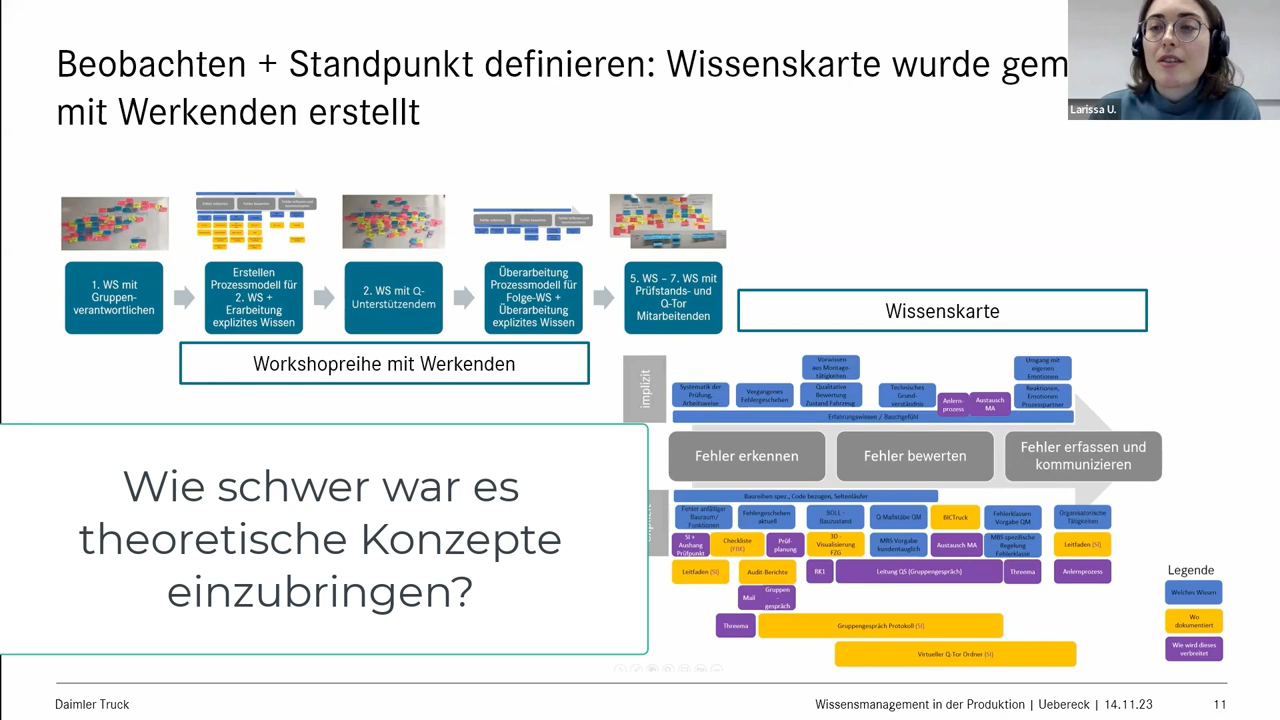 Beobachten + Standpunkt definieren: Wissenskarte wurde gem
mit Werkenden erstellt
Larissa U.
1. WS mit
Gruppen-
verantwortlichen
Erstellen
Prozessmodell für
2. WS +
Erarbeitung
explizites Wissen
2. WS mit Q-
Unterstützendem
Überarbeitung
Prozessmodell für
Folge-WS +
Überarbeitung
explizites Wissen
5. WS – 7. WS mit
Prüfstands- und
Q-Tor
Mitarbeitenden
Wissenskarte
Workshopreihe mit Werkenden
implizit
Systematik der
Prüfung,
Arbeitsweise
Vergangenes
Fehlergeschehen
Vorwissen
aus Montage-
tätigkeiten
Qualitative
Bewertung
Zustand Fahrzeug
Technisches
Grund-
verständnis
Anlern-
prozess
Austausch
MA
Umgang mit
eigenen
Emotionen
Reaktionen,
Emotionen
Prozesspartner
Erfahrungswissen / Bauchgefühl
Fehler erkennen
Fehler bewerten
Fehler erfassen und
kommunizieren
Wie schwer war es
theoretische Konzepte
einzubringen?
Baureihen spez., Code bezogen, Seltenläufer
Fehler anfälliger
Bauraum/
Funktionen
Fehlergeschehen
aktuell
SOLL -
Bauzustand
Q-Maßstäbe QM
BICTruck
Fehlerklassen
Vorgabe QM
Organisatorische
Tätigkeiten
SI +
Aushang
Prüfpunkt
Checkliste
(FBK)
Prüf-
planung
3D -
Visualisierung
FZG
MBS Vorgabe
kundentauglich
Austausch MA
MBS spezifische
Regelung
Fehlerklasse
Leitfaden (SI)
Leitfaden (SI)
Audit-Berichte
RK1
Leitung QS (Gruppengespräch)
Threema
Anlernprozess
Mail
Gruppen
-
gespräch
Threema
Gruppengespräch Protokoll (SI)
Virtueller Q-Tor Ordner (SI)
Legende
Welches Wissen
Wo
dokumentiert
Wie wird dieses
verbreitet
Daimler Truck
Wissensmanagement in der Produktion | Uebereck | 14.11.23
11